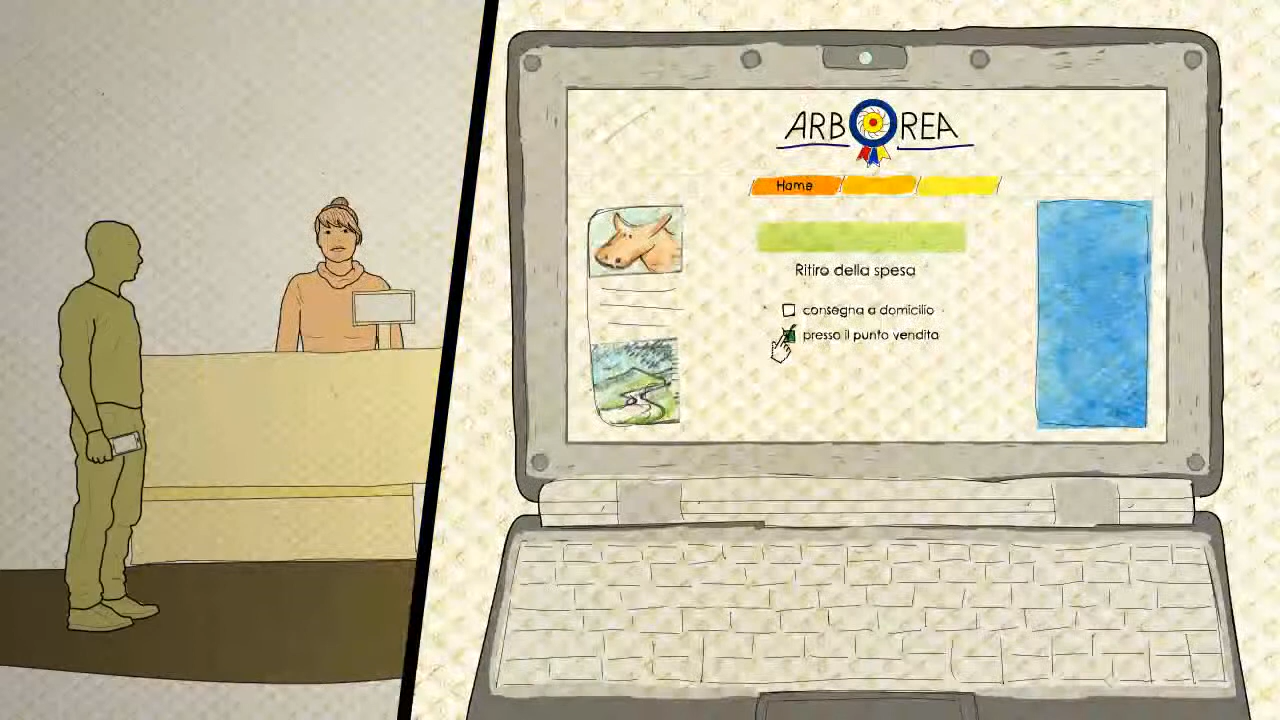 ARBOREA
Home
Ritiro della spesa
consegna a domicilio
presso il punto vendita